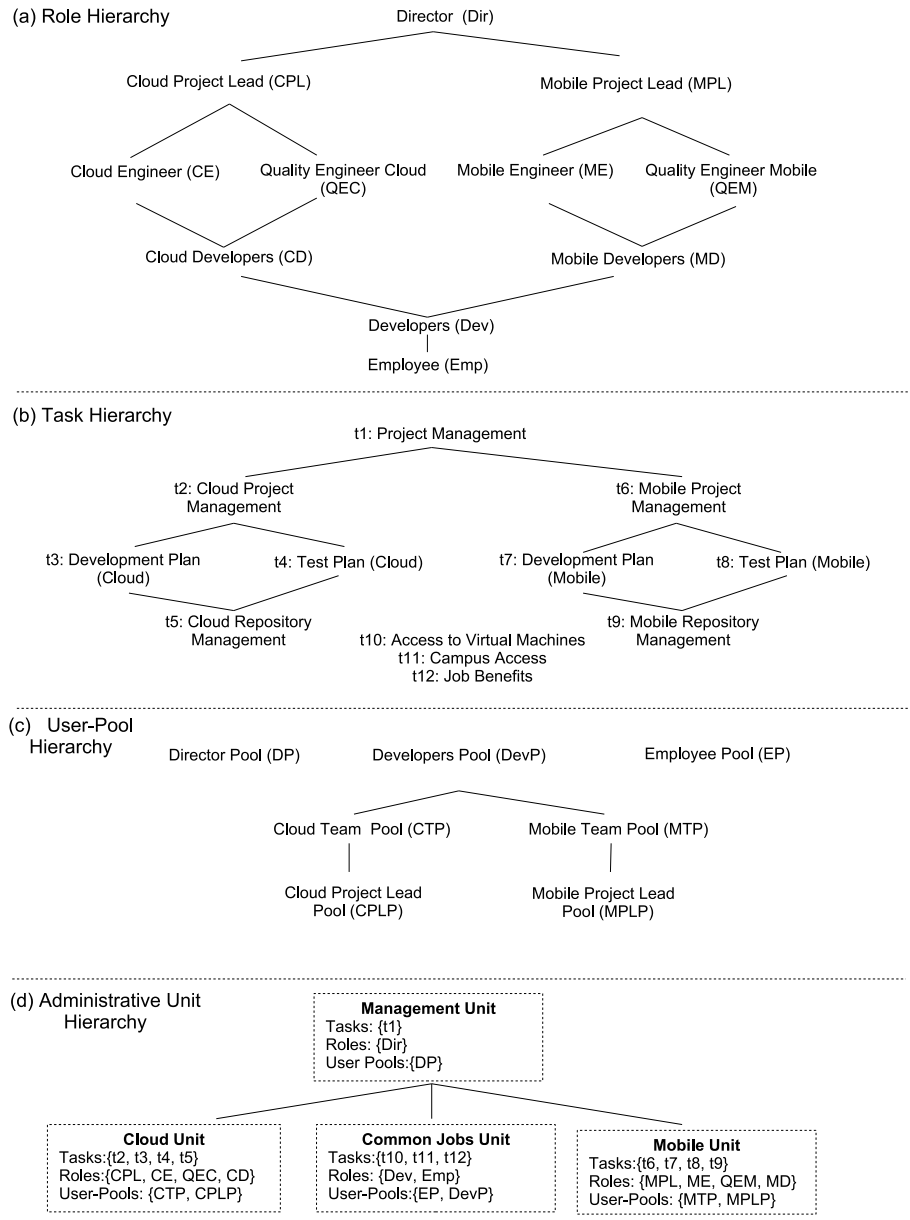 (a) Role Hierarchy
Director (Dir)
Cloud Project Lead (CPL)
Mobile Project Lead (MPL)
Cloud Engineer (CE)
Quality Engineer Cloud
(QEC)
Mobile Engineer (ME)
Quality Engineer Mobile
(QEM)
Cloud Developers (CD)
Mobile Developers (MD)
Developers (Dev)
Employee (Emp)
(b) Task Hierarchy
t1: Project Management
t2: Cloud Project
Management
t6: Mobile Project
Management
t3: Development Plan
(Cloud)
t4: Test Plan (Cloud)
t7: Development Plan
(Mobile)
t8: Test Plan (Mobile)
t5: Cloud Repository
Management
t9: Mobile Repository
Management
t10: Access to Virtual Machines
t11: Campus Access
t12: Job Benefits
(c) User-Pool
Hierarchy
Director Pool (DP)
Developers Pool (DevP)
Employee Pool (EP)
Cloud Team Pool (CTP)
Mobile Team Pool (MTP)
Cloud Project Lead
Pool (CPLP)
Mobile Project Lead
Pool (MPLP)
(d) Administrative Unit
Hierarchy
Management Unit
Tasks: {t1}
Roles: {Dir}
User Pools:{DP}
Cloud Unit
Tasks:{t2, t3, t4, t5}
Roles:{CPL, CE, QEC, CD}
User-Pools: {CTP, CPLP}
Common Jobs Unit
Tasks:{t10, t11, t12}
Roles: {Dev, Emp}
User-Pools:{EP, DevP}
Mobile Unit
Tasks:{t6, t7, t8, t9}
Roles: {MPL, ME, QEM, MD}
User-Pools: {MTP, MPLP}